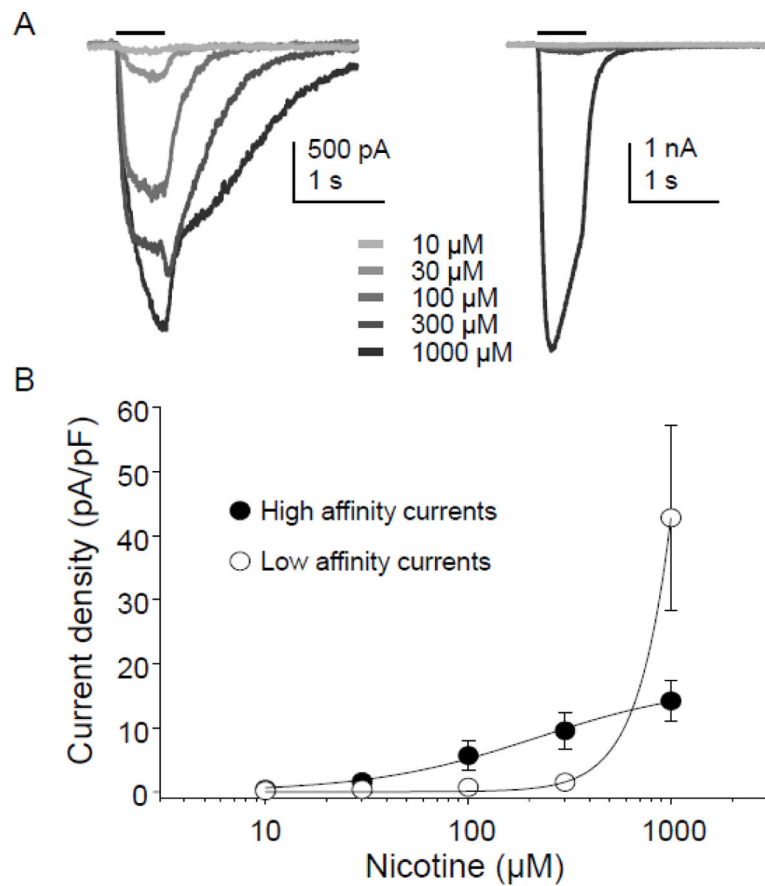 A
500 pA
1 s
1 nA
1 s
10 µM
30 µM
100 µM
300 µM
1000 µM
B
60
50
40
30
20
10
0
Current density (pA/pF)
High affinity currents
Low affinity currents
10
100
1000
Nicotine (µM)